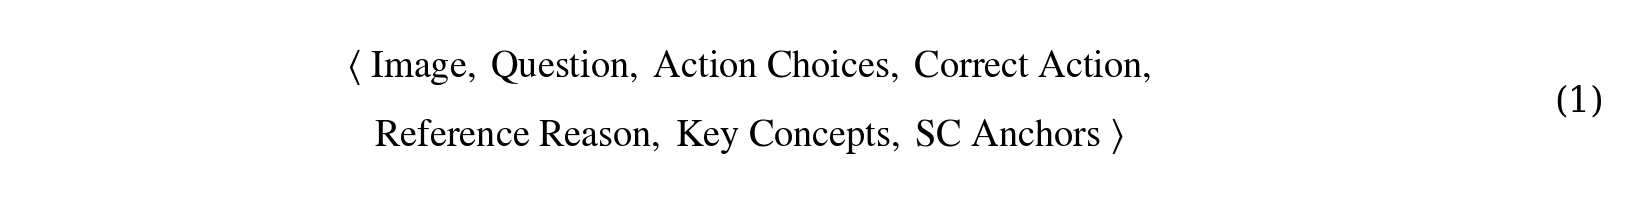 ⟨ Image, Question, Action Choices, Correct Action,
Reference Reason, Key Concepts, SC Anchors ⟩
(1)